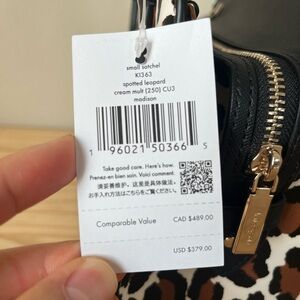 small satchel
K1363
spotted leopard
cream mult (250) CU3
madison
1 96021 50366 5
Take good care. Here's how.
Prenez-en bien soin. Voici comment.
请妥善维护。这里是具体做法。
お手入れ方法はこちらをご覧ください。
Comparable Value CAD $489.00
USD $379.00